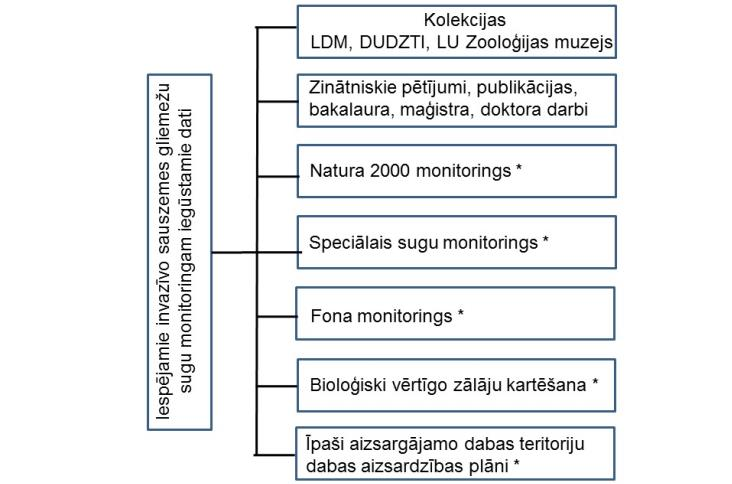 Iespējamie invazīvo sauszemes gliemežu
sugu monitoringam iegūstamie dati
Kolekcijas
LDM, DUDZTI, LU Zooloģijas muzejs
Zinātniskie pētījumi, publikācijas,
bakalaura, maģistra, doktora darbi
Natura 2000 monitorings *
Speciālais sugu monitorings *
Fona monitorings *
Bioloģiski vērtīgo zālāju kartēšana *
Īpaši aizsargājamo dabas teritoriju
dabas aizsardzības plāni *